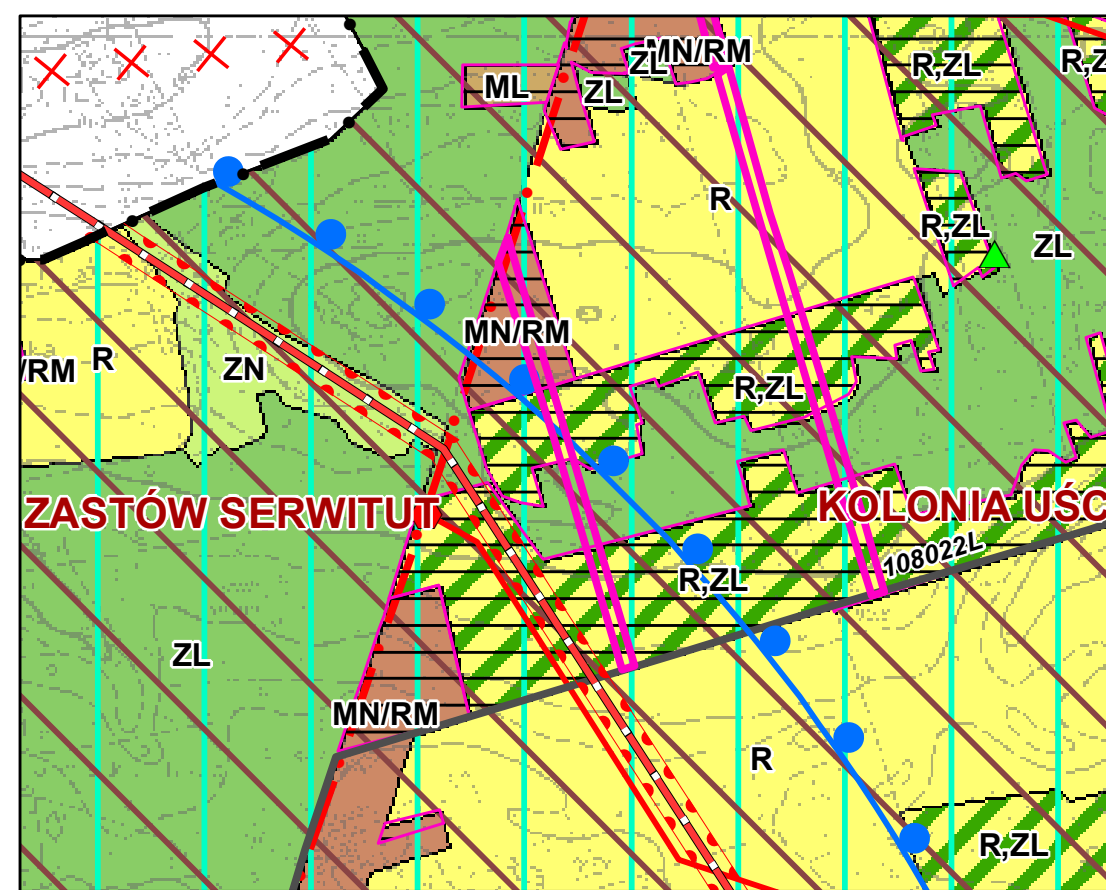 MN/RM
ZL
R,ZL
R,Z
ML
ZL
R
R,ZL
ZL
MN/RM
/RM
R
ZN
R,ZL
ZASTÓW SERWITUT
KOLONIA UŚC
108022L
R,ZL
ZL
MN/RM
R
R,ZL